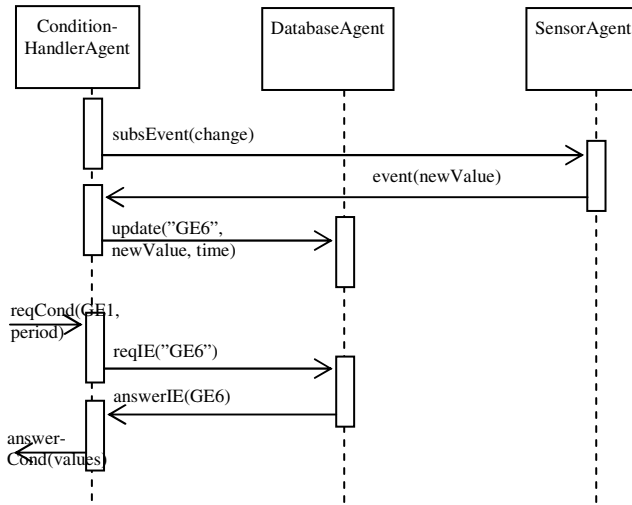 Condition-
HandlerAgent
DatabaseAgent
SensorAgent
subsEvent(change)
event(newValue)
update(”GE6”,
newValue, time)
reqCond(GE1,
period)
reqIE(”GE6”)
answerIE(GE6)
answer-
Cond(values)